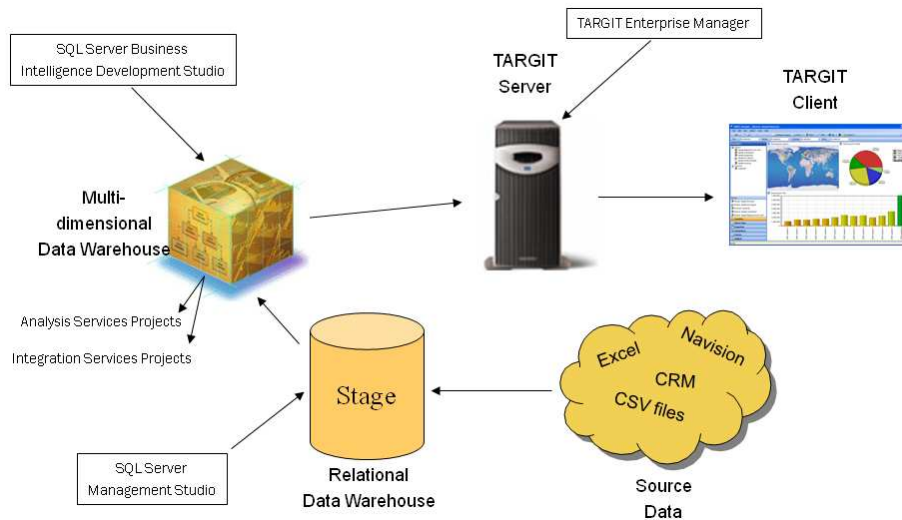 TARGIT Enterprise Manager
SQL Server Business
Intelligence Development Studio
TARGIT
Server
TARGIT
Client
Multi-
dimensional
Data Warehouse
Analysis Services Projects
Integration Services Projects
Stage
Excel
Navision
CRM
CSV files
SQL Server
Management Studio
Relational
Data Warehouse
Source
Data